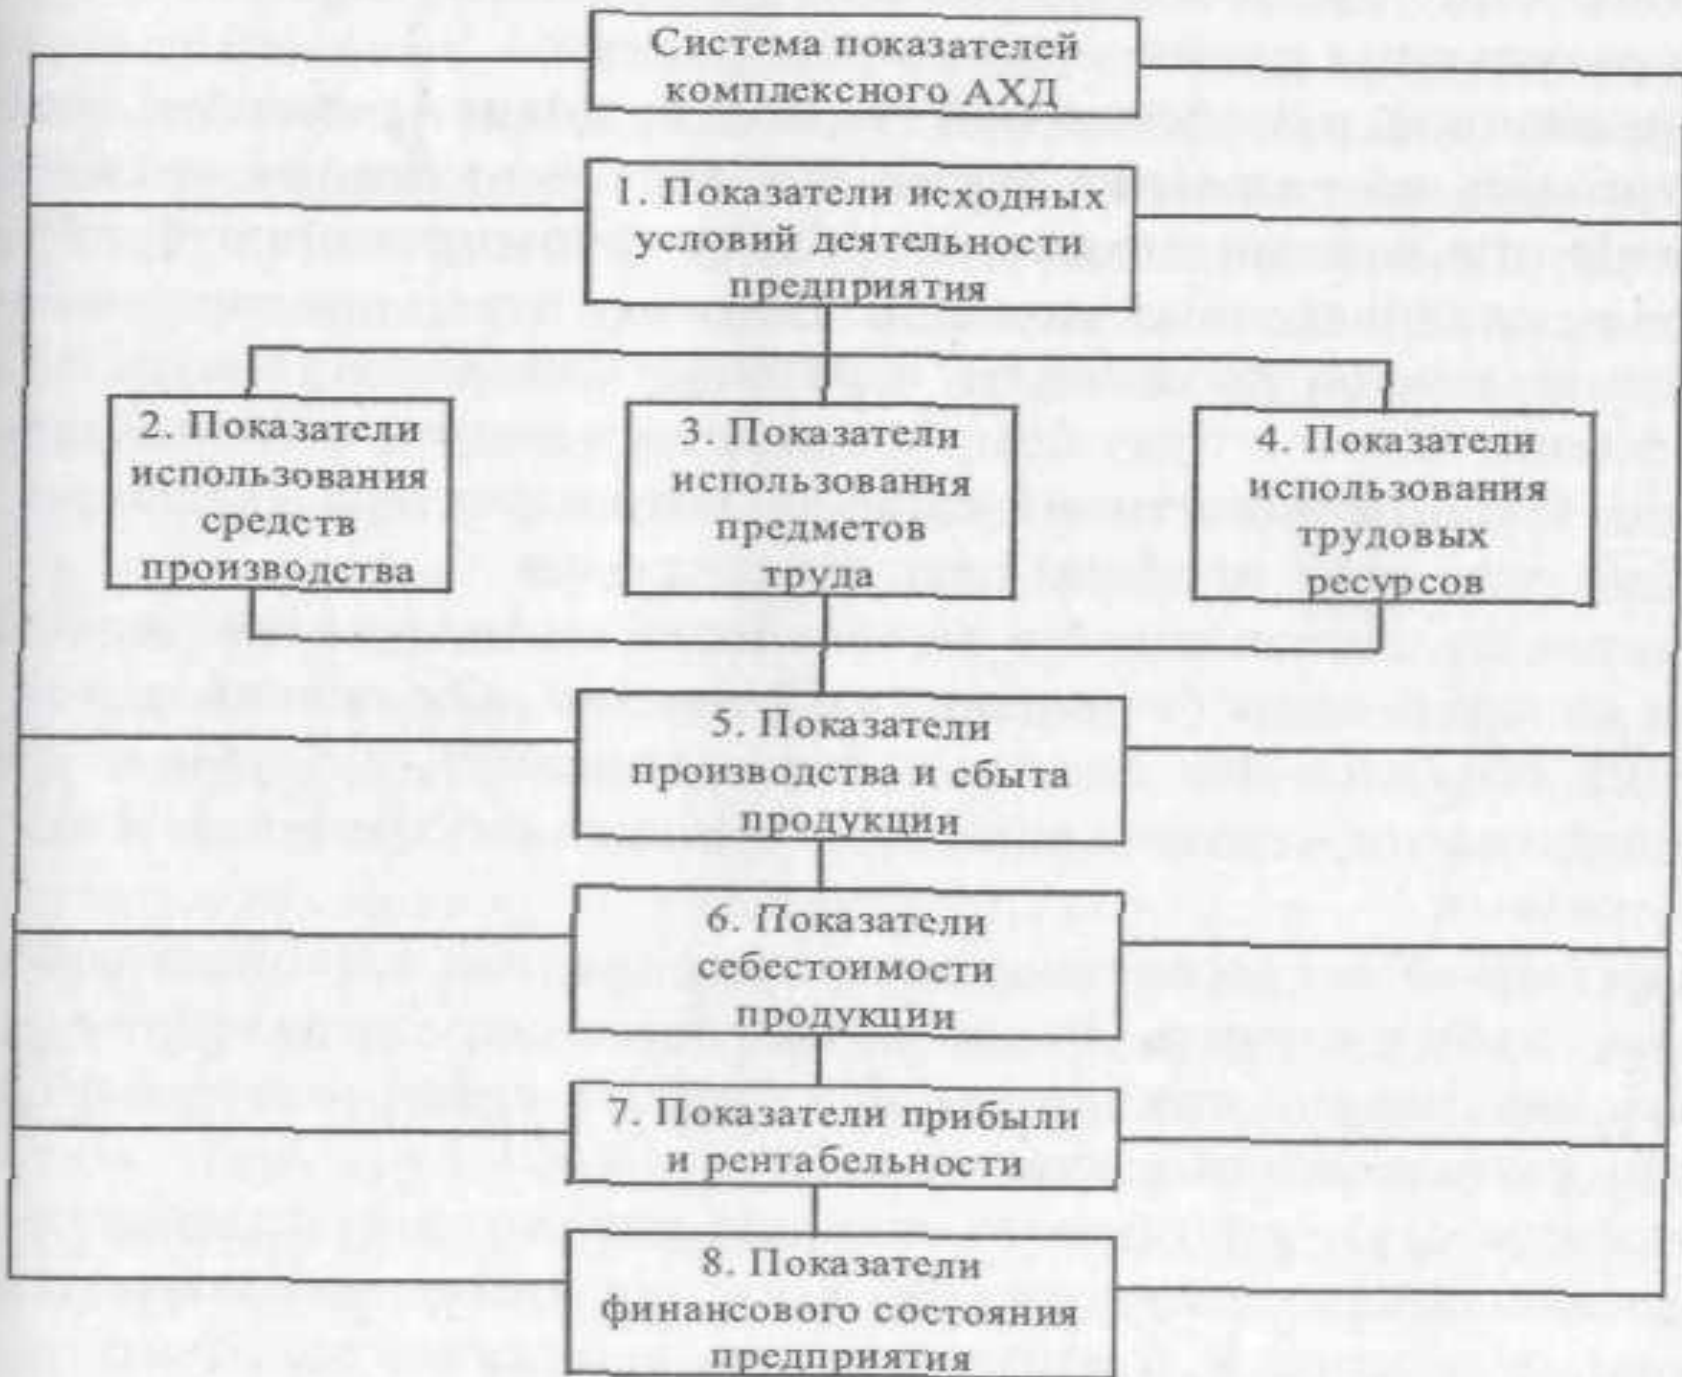 Система показателей
комплексного АХД
1. Показатели исходных
условий деятельности
предприятия
2. Показатели
использования
средств
производства
3. Показатели
использования
предметов
труда
4. Показатели
использования
трудовых
ресурсов
5. Показатели
производства и сбыта
продукции
6. Показатели
себестоимости
продукции
7. Показатели прибыли
и рентабельности
8. Показатели
финансового состояния
предприятия